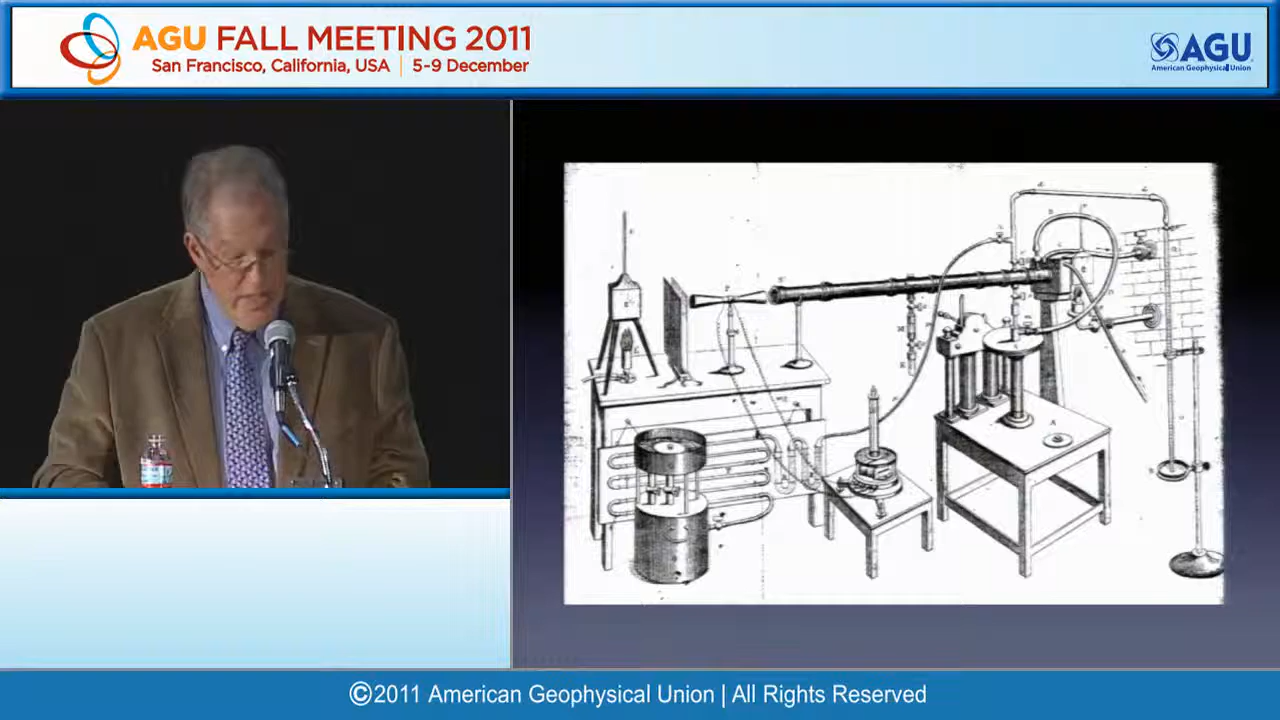 AGU FALL MEETING 2011
San Francisco, California, USA | 5-9 December
AGU
American Geophysical Union
©2011 American Geophysical Union | All Rights Reserved